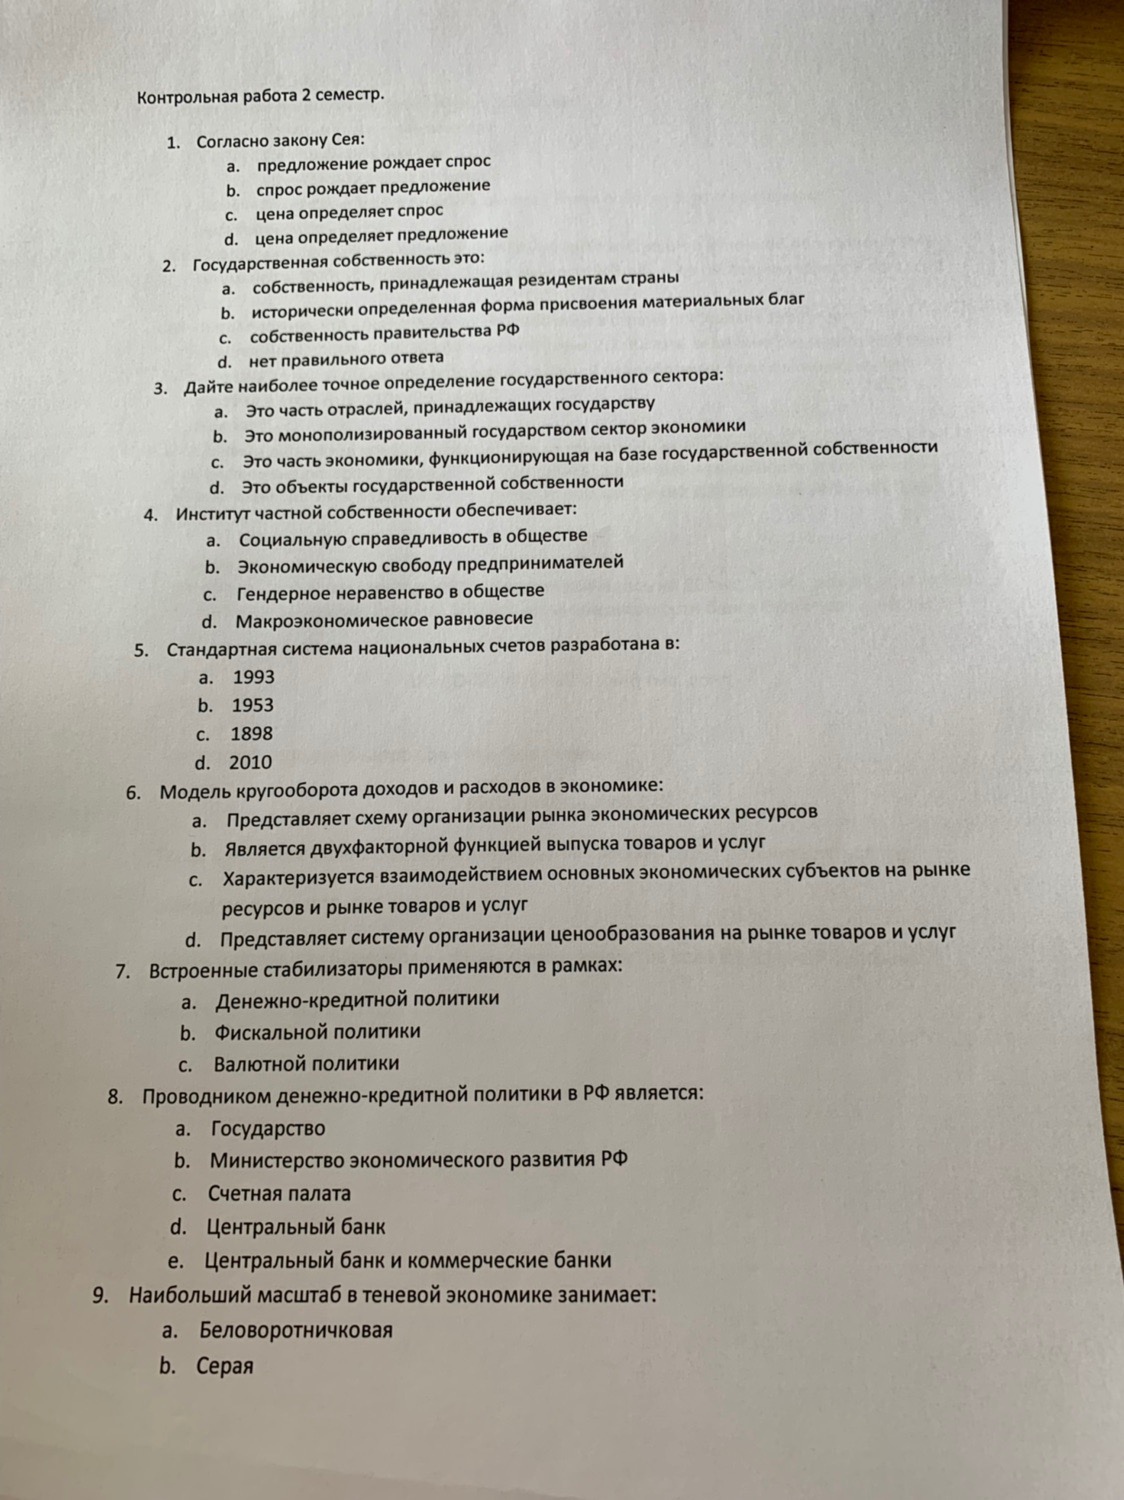 Контрольная работа 2 семестр.
1. Согласно закону Сея:
a. предложение рождает спрос
b. спрос рождает предложение
c. цена определяет спрос
d. цена определяет предложение
2. Государственная собственность это:
a. собственность, принадлежащая резидентам страны
b. исторически определенная форма присвоения материальных благ
c. собственность правительства РФ
d. нет правильного ответа
3. Дайте наиболее точное определение государственного сектора:
a. Это часть отраслей, принадлежащих государству
b. Это монополизированный государством сектор экономики
c. Это часть экономики, функционирующая на базе государственной собственности
d. Это объекты государственной собственности
4. Институт частной собственности обеспечивает:
a. Социальную справедливость в обществе
b. Экономическую свободу предпринимателей
c. Гендерное неравенство в обществе
d. Макроэкономическое равновесие
5. Стандартная система национальных счетов разработана в:
a. 1993
b. 1953
c. 1898
d. 2010
6. Модель кругооборота доходов и расходов в экономике:
a. Представляет схему организации рынка экономических ресурсов
b. Является двухфакторной функцией выпуска товаров и услуг
c. Характеризуется взаимодействием основных экономических субъектов на рынке
ресурсов и рынке товаров и услуг
d. Представляет систему организации ценообразования на рынке товаров и услуг
7. Встроенные стабилизаторы применяются в рамках:
a. Денежно-кредитной политики
b. Фискальной политики
c. Валютной политики
8. Проводником денежно-кредитной политики в РФ является:
a. Государство
b. Министерство экономического развития РФ
c. Счетная палата
d. Центральный банк
e. Центральный банк и коммерческие банки
9. Наибольший масштаб в теневой экономике занимает:
a. Беловоротничковая
b. Серая